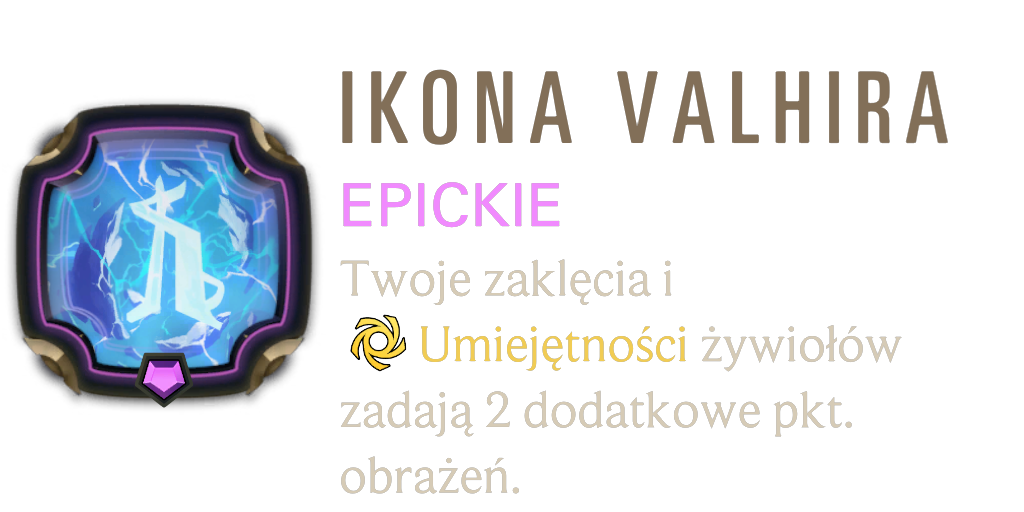 IKONA VALHIRA
EPICKIE
Twoje zaklęcia i
Umiejętności żywiołów
zadają 2 dodatkowe pkt.
obrażeń.